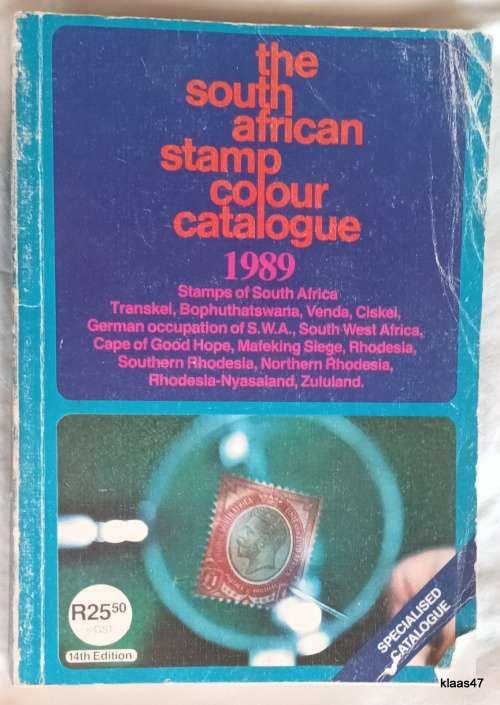 the
south
african
stamp
colour
catalogue
1989
Stamps of South Africa
Transkei, Bophuthatswana, Venda, Ciskei,
German occupation of S.W.A., South West Africa,
Cape of Good Hope, Mafeking Siege, Rhodesia,
Southern Rhodesia, Northern Rhodesia,
Rhodesia-Nyasaland, Zululand.
R25⁵⁰
+GST
14th Edition
SPECIALISED
CATALOGUE
klaas47